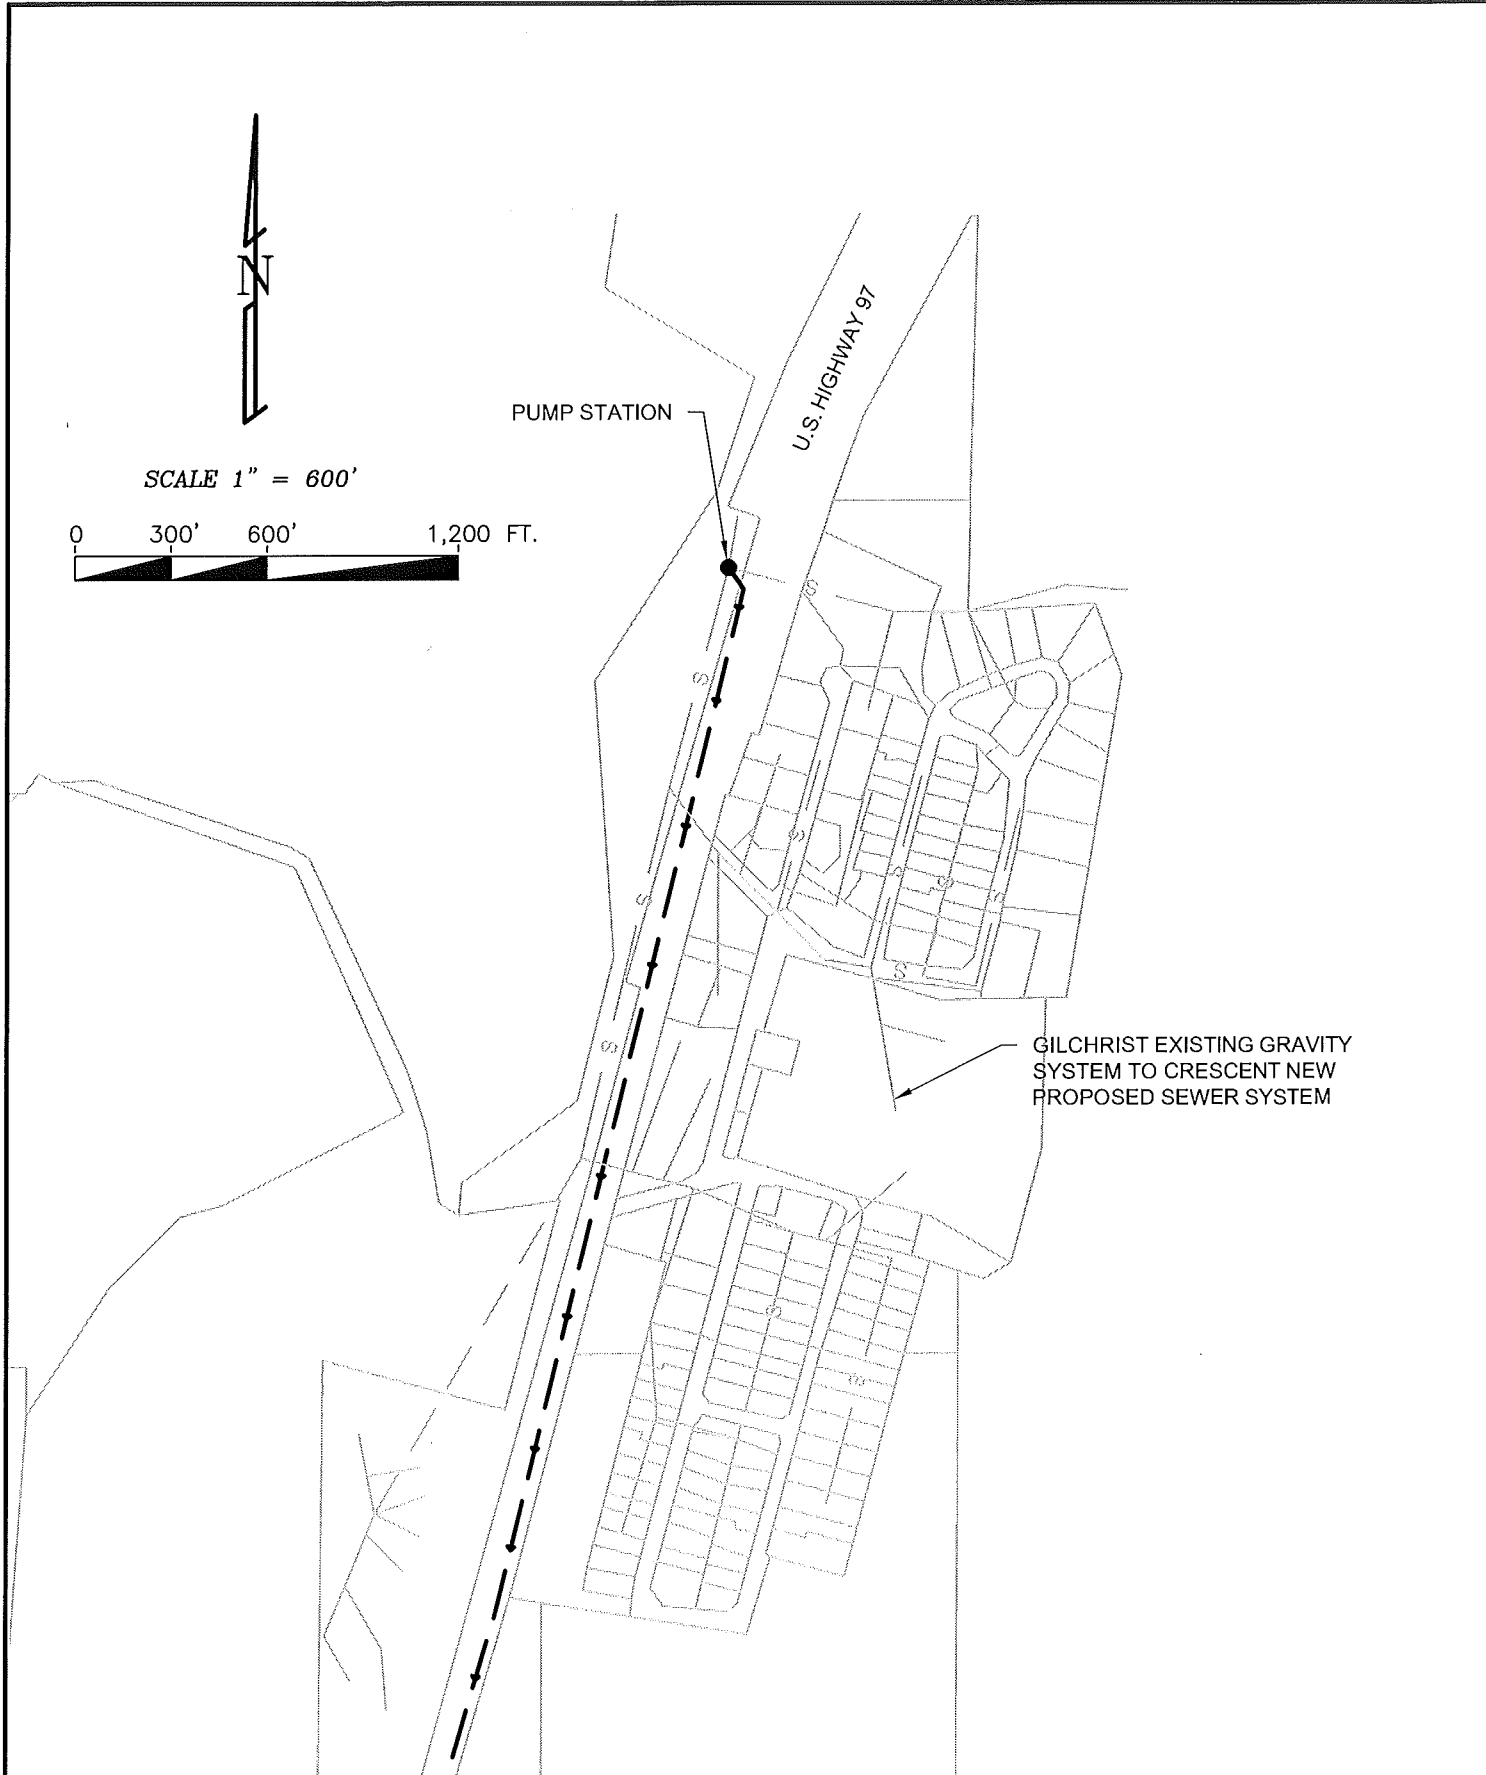 N
SCALE 1" = 600'
0 300' 600' 1,200 FT.
U.S. HIGHWAY 97
PUMP STATION
S
S
S
S
S
S
S
S
S
S
GILCHRIST EXISTING GRAVITY
SYSTEM TO CRESCENT NEW
PROPOSED SEWER SYSTEM
S
S